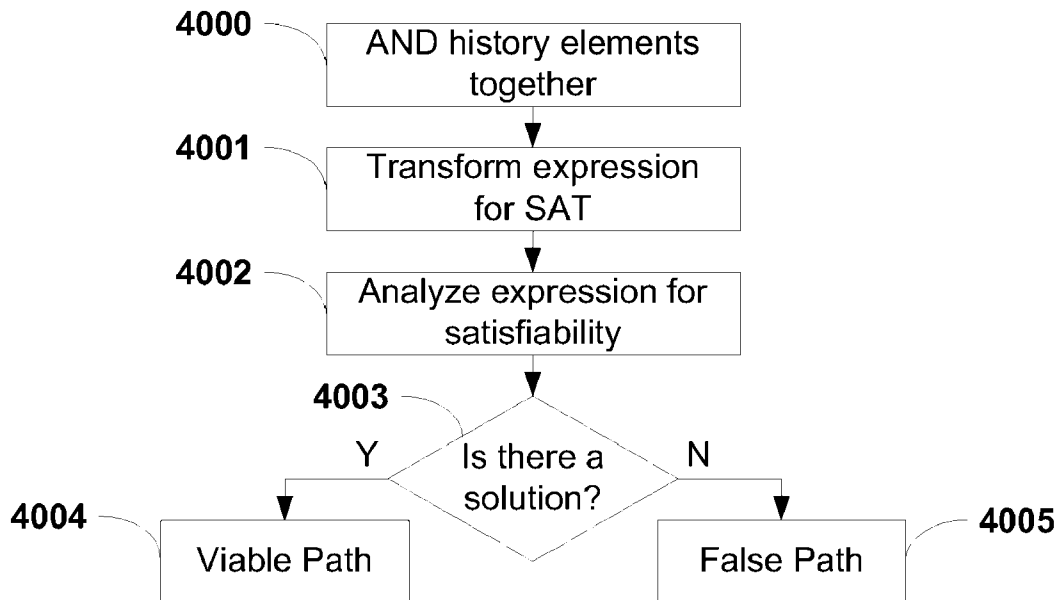 4000
AND history elements
together
4001
Transform expression
for SAT
4002
Analyze expression for
satisfiability
4003
Y
Is there a
solution?
N
4004
Viable Path
False Path
4005